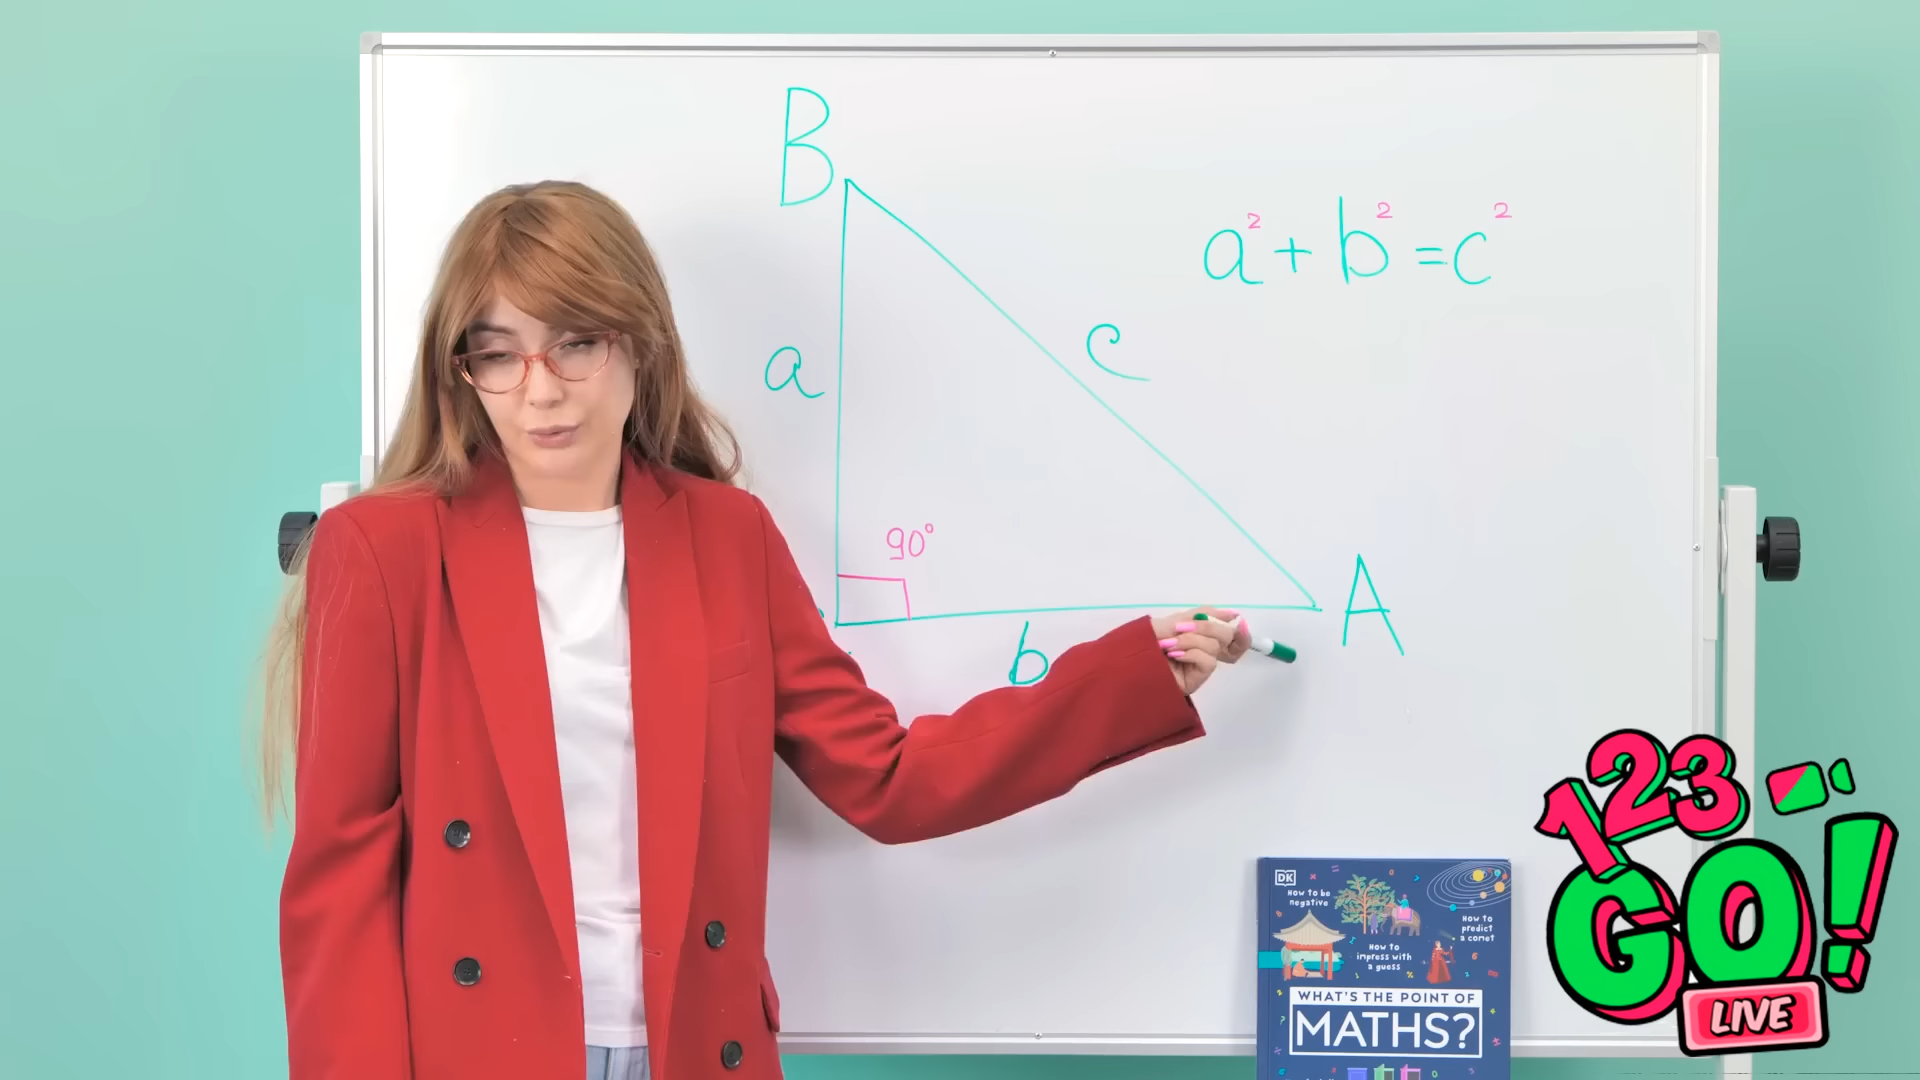 B
a² + b² = c²
c
a
90°
A
b
123
GO!
LIVE
DK
How to be
negative
How to
predict
a comet
How to
impress with
a guess
WHAT'S THE POINT OF
MATHS?